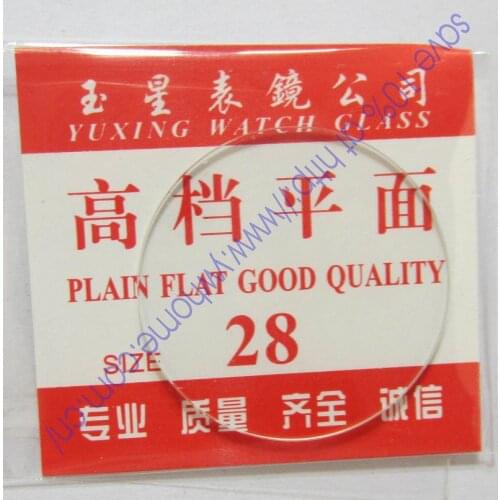 玉星表鏡公司
YUXING WATCH GLASS
高档平面
PLAIN FLAT GOOD QUALITY
SIZE 28
专业 质量 齐全 诚信